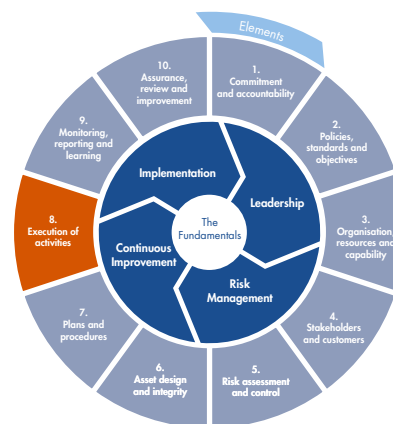 Elements
1.
Commitment
and accountability
2.
Policies,
standards and
objectives
3.
Organisation,
resources and
capability
4.
Stakeholders
and customers
5.
Risk assessment
and control
6.
Asset design
and integrity
7.
Plans and
procedures
8.
Execution of
activities
9.
Monitoring,
reporting and
learning
10.
Assurance,
review and
improvement
Implementation
Leadership
Risk
Management
Continuous
Improvement
The
Fundamentals